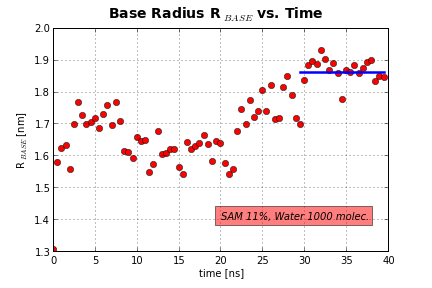 Base Radius R BASE vs. Time
2.0
1.9
1.8
1.7
1.6
1.5
1.4
1.3
R BASE [nm]
SAM 11%, Water 1000 molec.
0 5 10 15 20 25 30 35 40
time [ns]